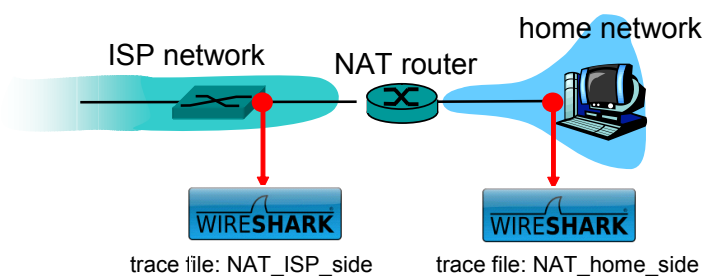 home network
ISP network
NAT router
WIRESHARK
WIRESHARK
trace file: NAT_ISP_side
trace file: NAT_home_side